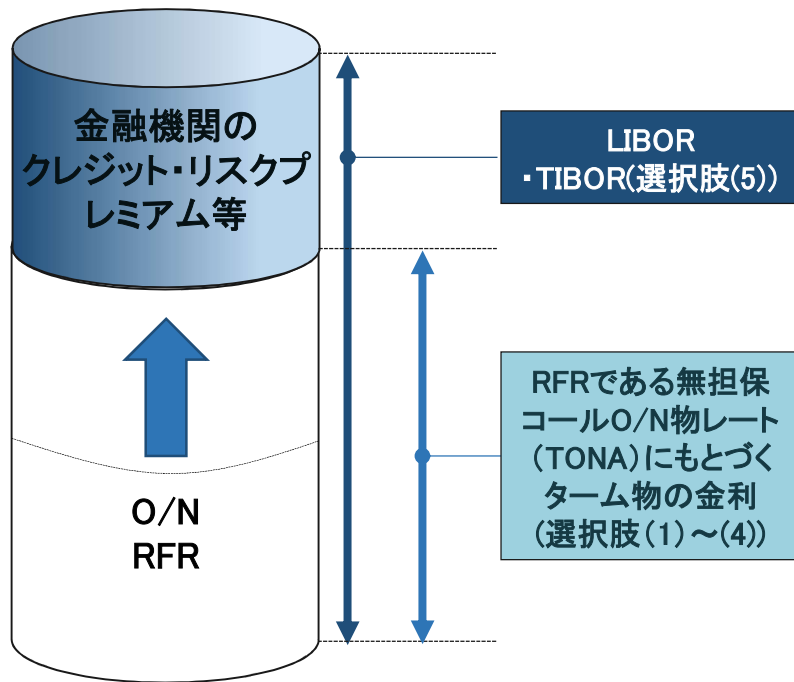 金融機関の
クレジット・リスクプ
レミアム等
O/N
RFR
LIBOR
・TIBOR(選択肢(5))
RFRである無担保
コールO/N物レート
（TONA）にもとづく
ターム物の金利
（選択肢（1）～(4)）